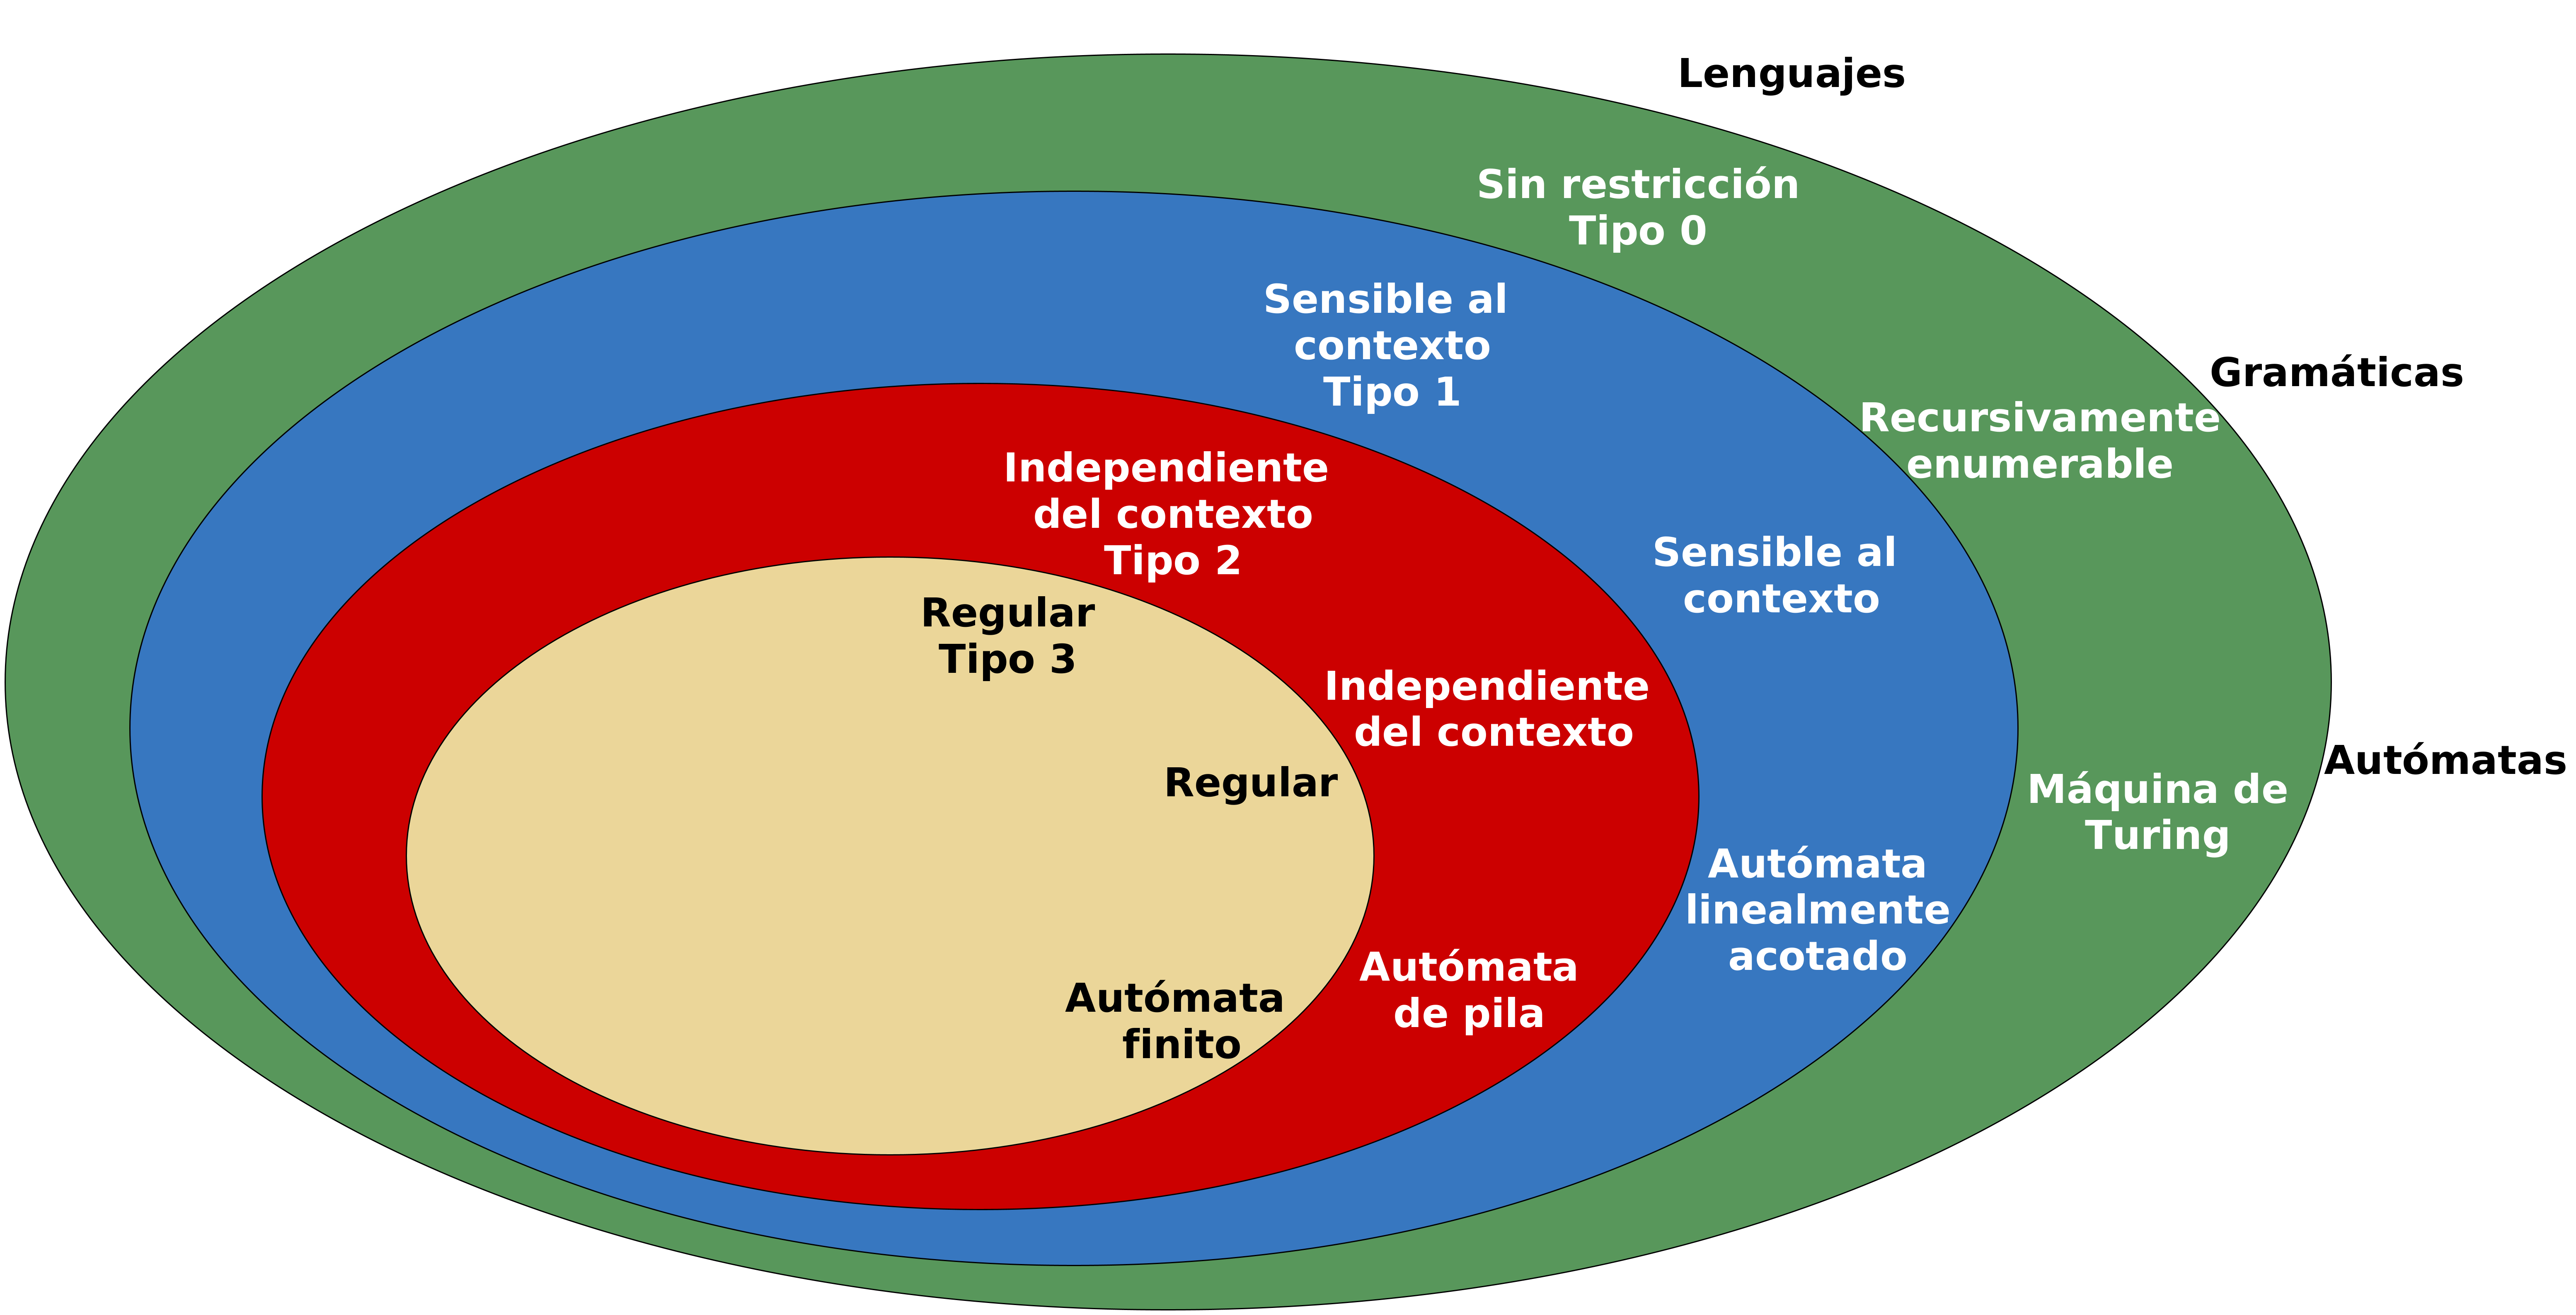 Lenguajes
Sin restricción
Tipo 0
Sensible al
contexto
Tipo 1
Gramáticas
Recursivamente
enumerable
Independiente
del contexto
Tipo 2
Sensible al
contexto
Regular
Tipo 3
Independiente
del contexto
Autómatas
Regular
Máquina de
Turing
Autómata
linealmente
acotado
Autómata
de pila
Autómata
finito